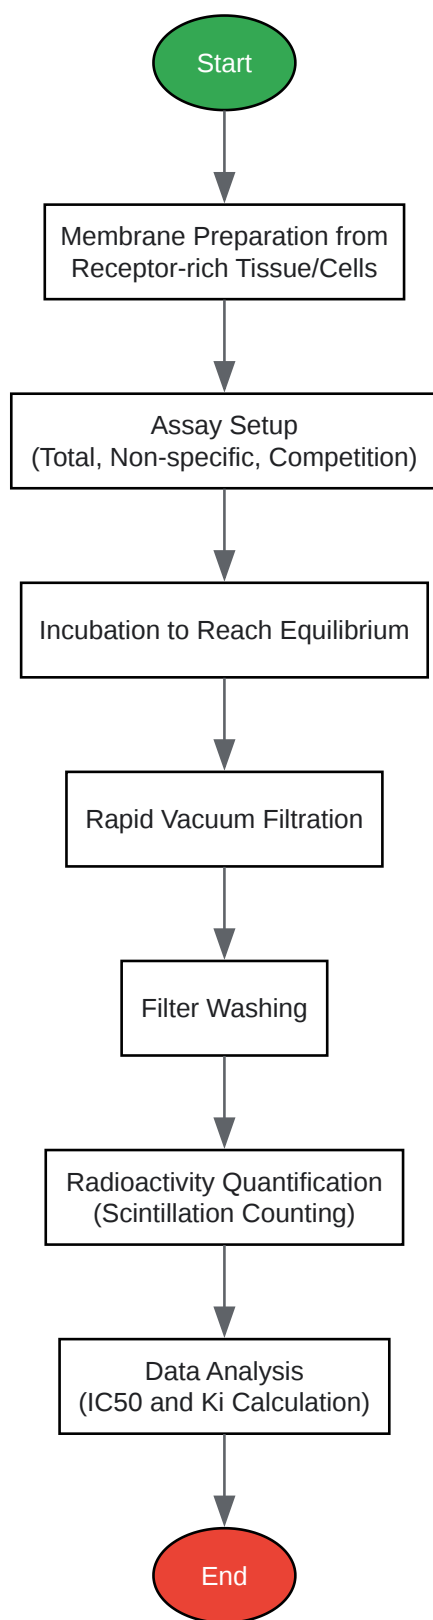 Start
Membrane Preparation from
Receptor-rich Tissue/Cells
Assay Setup
(Total, Non-specific, Competition)
Incubation to Reach Equilibrium
Rapid Vacuum Filtration
Filter Washing
Radioactivity Quantification
(Scintillation Counting)
Data Analysis
(IC50 and Ki Calculation)
End